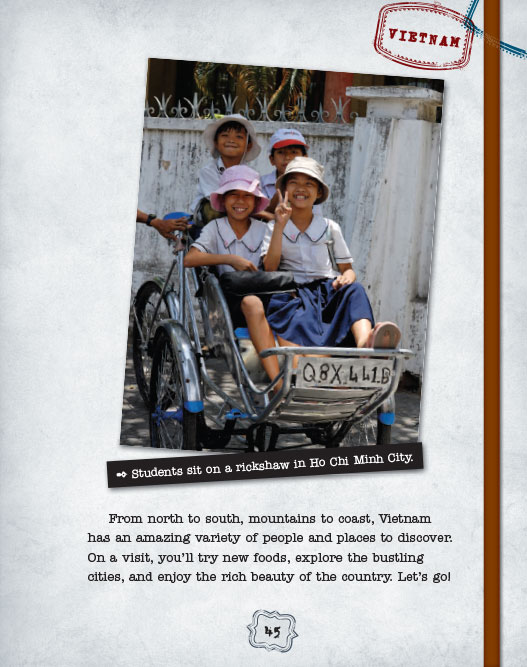 VIETNAM
Q8X 441B
➻ Students sit on a rickshaw in Ho Chi Minh City.
From north to south, mountains to coast, Vietnam
has an amazing variety of people and places to discover.
On a visit, you'll try new foods, explore the bustling
cities, and enjoy the rich beauty of the country. Let's go!
45